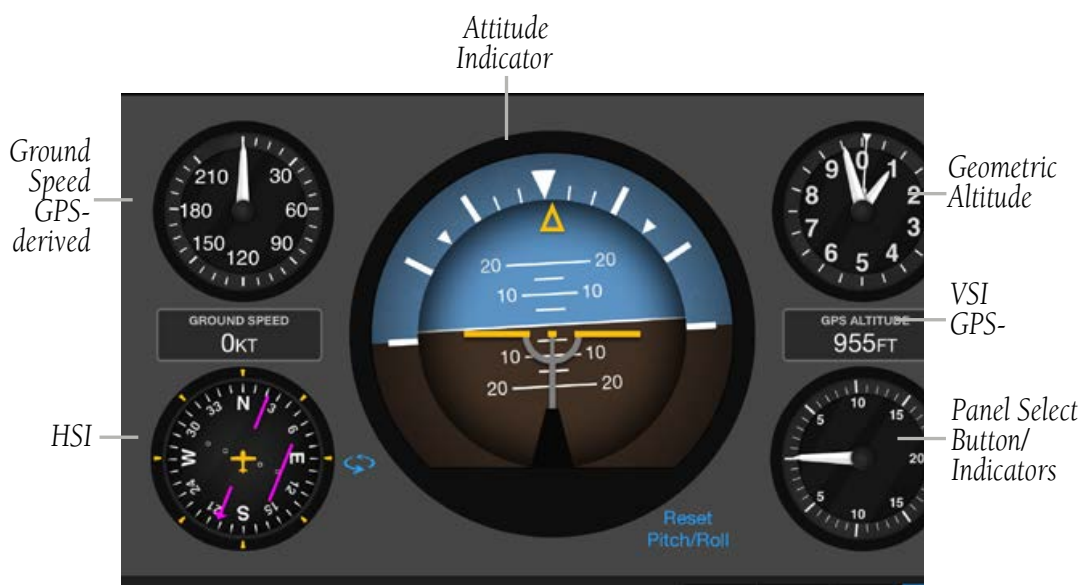 Attitude
Indicator
Ground
Speed
GPS-
derived
210 30
180 60
150 90
120
GROUND SPEED
0KT
HSI
N 3 6 E 12 15 S 21 24 W 30 33
20 20
10 10
10 10
20 20
Reset
Pitch/Roll
0 1 2 3 4 5 6 7 8 9
GPS ALTITUDE
955FT
5 10 15 20
5 10 15
Geometric
Altitude
VSI
GPS-
Panel Select
Button/
Indicators